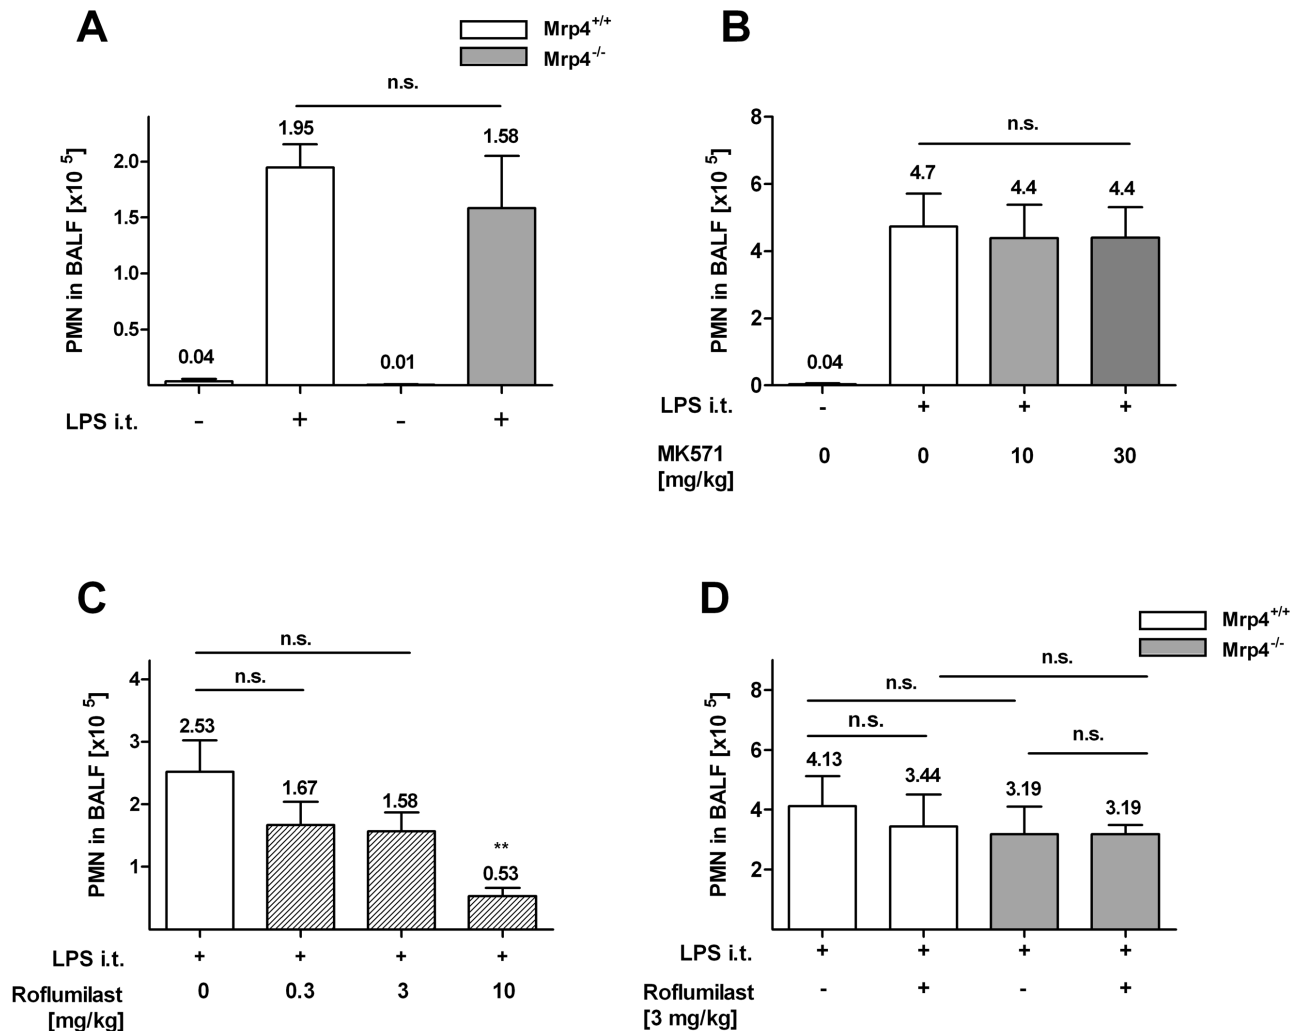 A
Mrp4+/+
Mrp4-/-
n.s.
1.95
1.58
0.04
0.01
2.0
1.5
1.0
0.5
PMN in BALF [x10 5]
LPS i.t. - + - +
B
n.s.
8
6
4
2
0
PMN in BALF [x10 5]
0.04
4.7
4.4
4.4
LPS i.t. - + + +
MK571 0 0 10 30
[mg/kg]
C
n.s.
n.s.
4
3
2
1
PMN in BALF [x10 5]
2.53
1.67
1.58
**
0.53
LPS i.t. + + + +
Roflumilast 0 0.3 3 10
[mg/kg]
D
Mrp4+/+
Mrp4-/-
n.s.
n.s.
n.s.
n.s.
8
6
4
2
PMN in BALF [x10 5]
4.13
3.44
3.19
3.19
LPS i.t. + + + +
Roflumilast - + - +
[3 mg/kg]